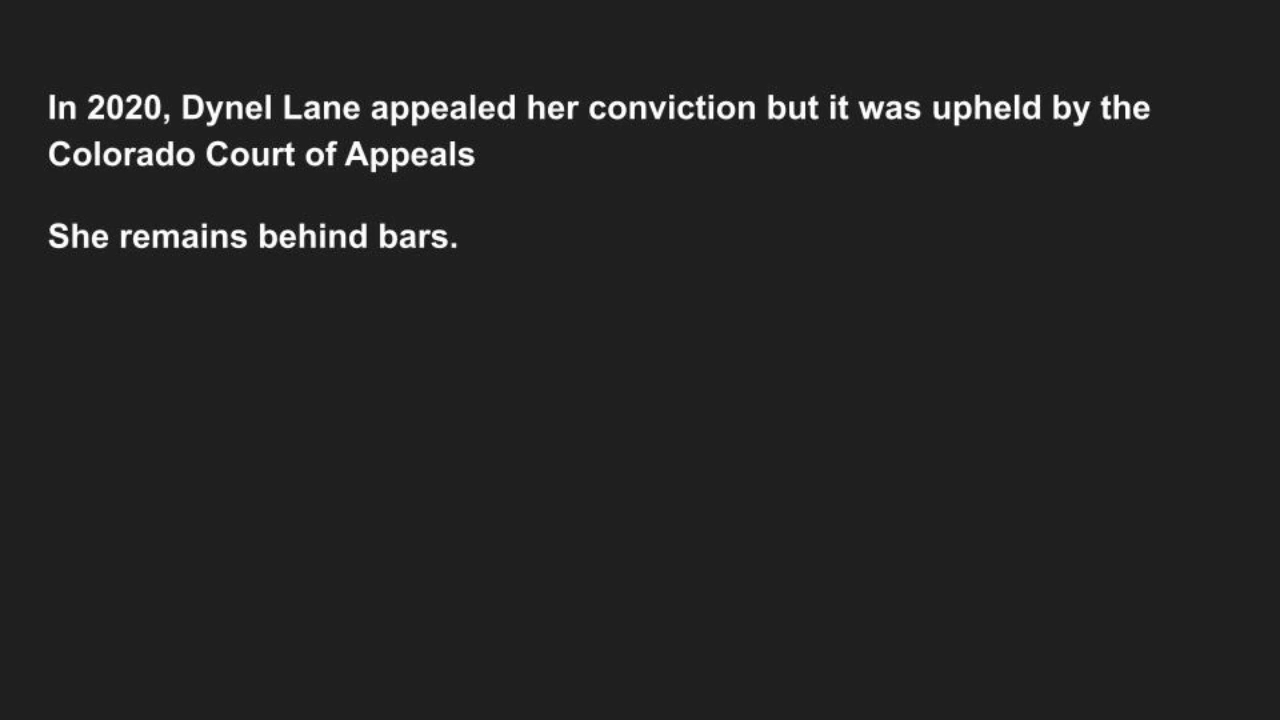 In 2020, Dynel Lane appealed her conviction but it was upheld by the
Colorado Court of Appeals
She remains behind bars.